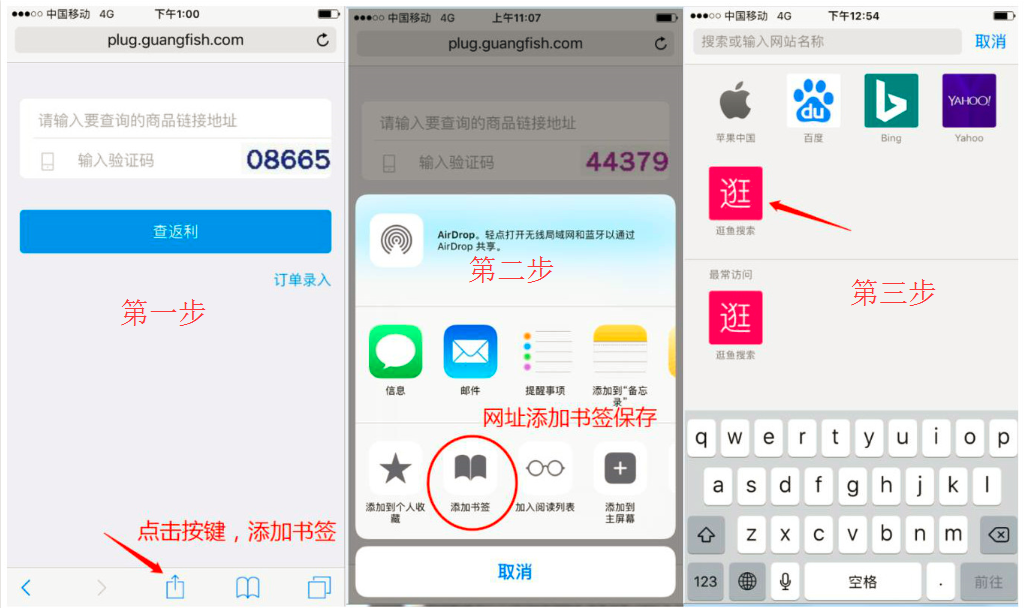 中国移动 4G 下午1:00
plug.guangfish.com
请输入要查询的商品链接地址
输入验证码 08665
查返利
订单录入
第一步
点击按键，添加书签
中国移动 4G 上午11:07
plug.guangfish.com
请输入要查询的商品链接地址
输入验证码 44379
AirDrop。轻点打开无线局域网和蓝牙以通过
AirDrop 共享。
第二步
信息 邮件 提醒事项 添加到“备忘
录”
网址添加书签保存
添加到个人收 添加书签 加入阅读列表 添加到
藏 主屏幕
取消
中国移动 4G 下午12:54
搜索或输入网站名称 取消
du YAHOO!
苹果中国 百度 Bing Yahoo
逛
逛鱼搜索
最常访问
第三步
逛
逛鱼搜索
q w e r t y u i o p
a s d f g h j k l
z x c v b n m
123 空格 . 前往